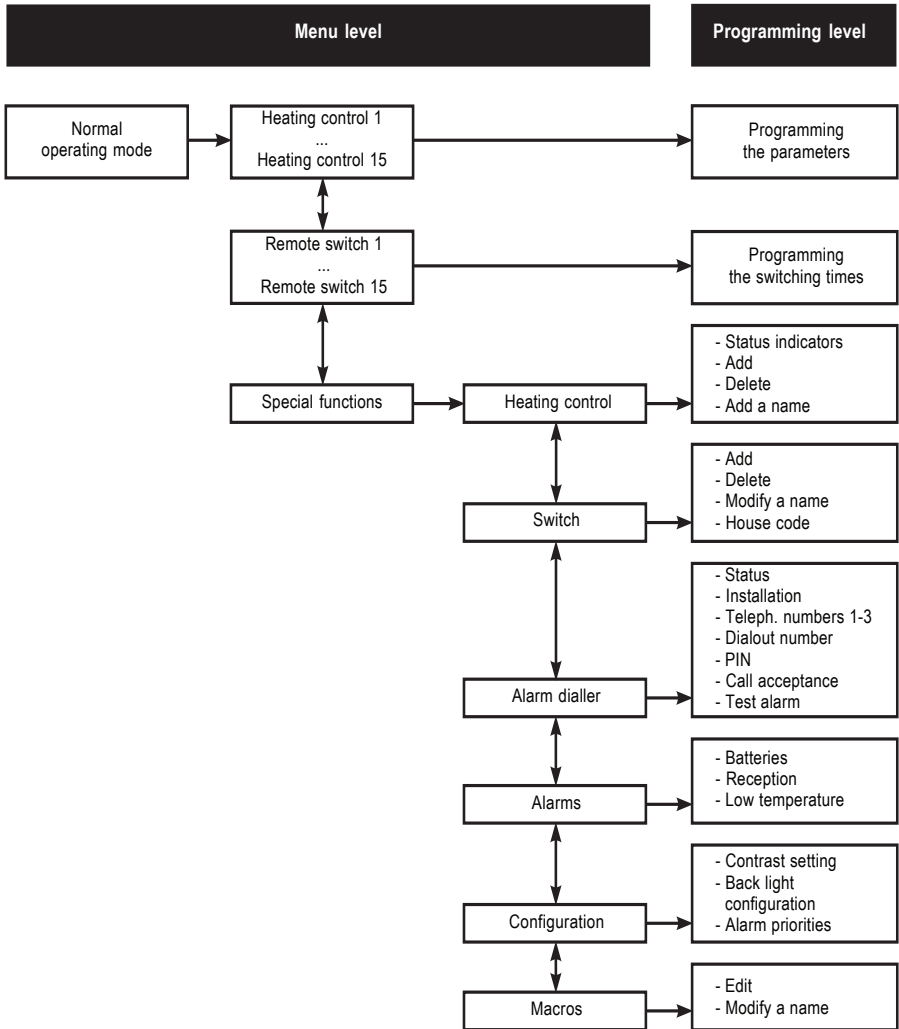 Menu level
Programming level
Normal
operating mode
Heating control 1
...
Heating control 15
Programming
the parameters
Remote switch 1
...
Remote switch 15
Programming
the switching times
Special functions
Heating control
- Status indicators
- Add
- Delete
- Add a name
Switch
- Add
- Delete
- Modify a name
- House code
Alarm dialler
- Status
- Installation
- Teleph. numbers 1-3
- Dialout number
- PIN
- Call acceptance
- Test alarm
Alarms
- Batteries
- Reception
- Low temperature
Configuration
- Contrast setting
- Back light
configuration
- Alarm priorities
Macros
- Edit
- Modify a name